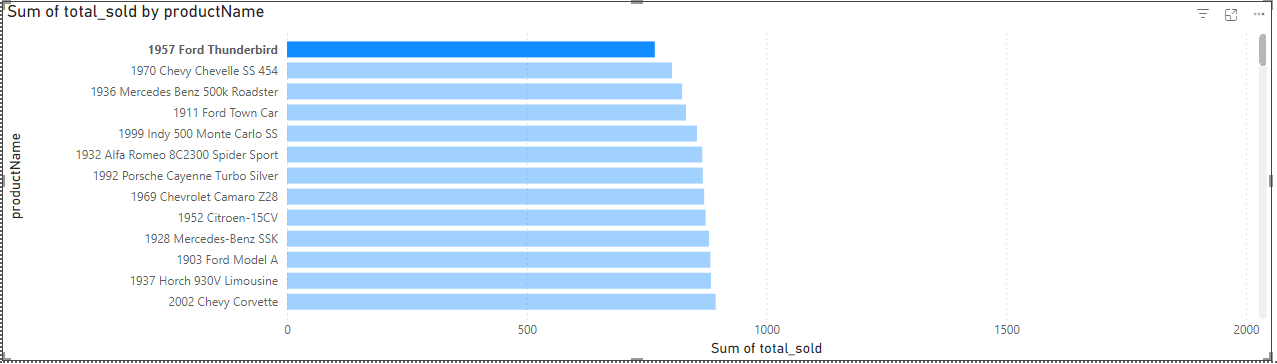 Sum of total_sold by productName
productName
1957 Ford Thunderbird
1970 Chevy Chevelle SS 454
1936 Mercedes Benz 500k Roadster
1911 Ford Town Car
1999 Indy 500 Monte Carlo SS
1932 Alfa Romeo 8C2300 Spider Sport
1992 Porsche Cayenne Turbo Silver
1969 Chevrolet Camaro Z28
1952 Citroen-15CV
1928 Mercedes-Benz SSK
1903 Ford Model A
1937 Horch 930V Limousine
2002 Chevy Corvette
0 500 1000 1500 2000
Sum of total_sold